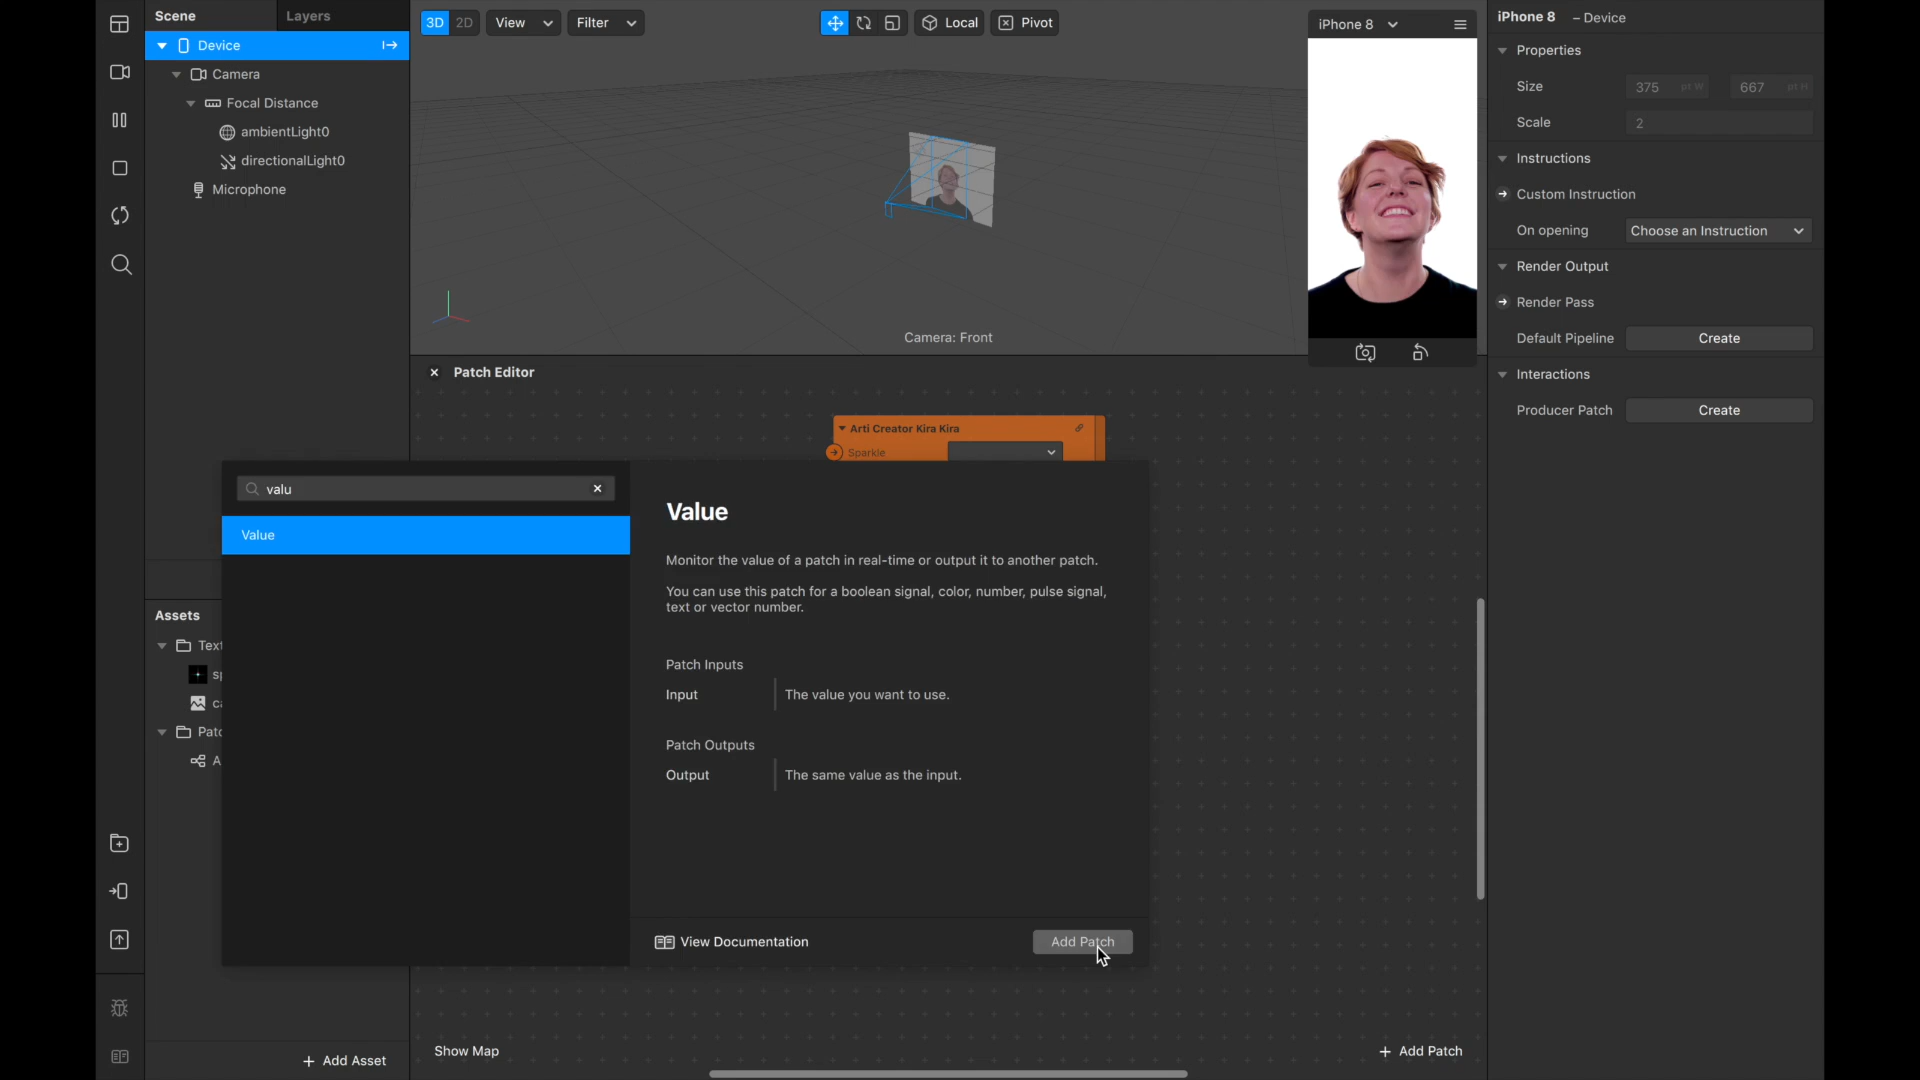 Scene
Layers
Device
Camera
Focal Distance
ambientLight0
directionalLight0
Microphone
3D
2D
View
Filter
Local
Pivot
Camera: Front
iPhone 8
iPhone 8 – Device
Properties
Size 375 pt W 667 pt H
Scale 2
Instructions
Custom Instruction
On opening Choose an Instruction
Render Output
Render Pass
Default Pipeline Create
Interactions
Producer Patch Create
Patch Editor
Arti Creator Kira Kira
Sparkle
valu
Value
Value
Monitor the value of a patch in real-time or output it to another patch.
You can use this patch for a boolean signal, color, number, pulse signal,
text or vector number.
Patch Inputs
Input The value you want to use.
Patch Outputs
Output The same value as the input.
View Documentation
Add Patch
Assets
Text
sp
ca
Patc
A
Add Asset
Show Map
Add Patch